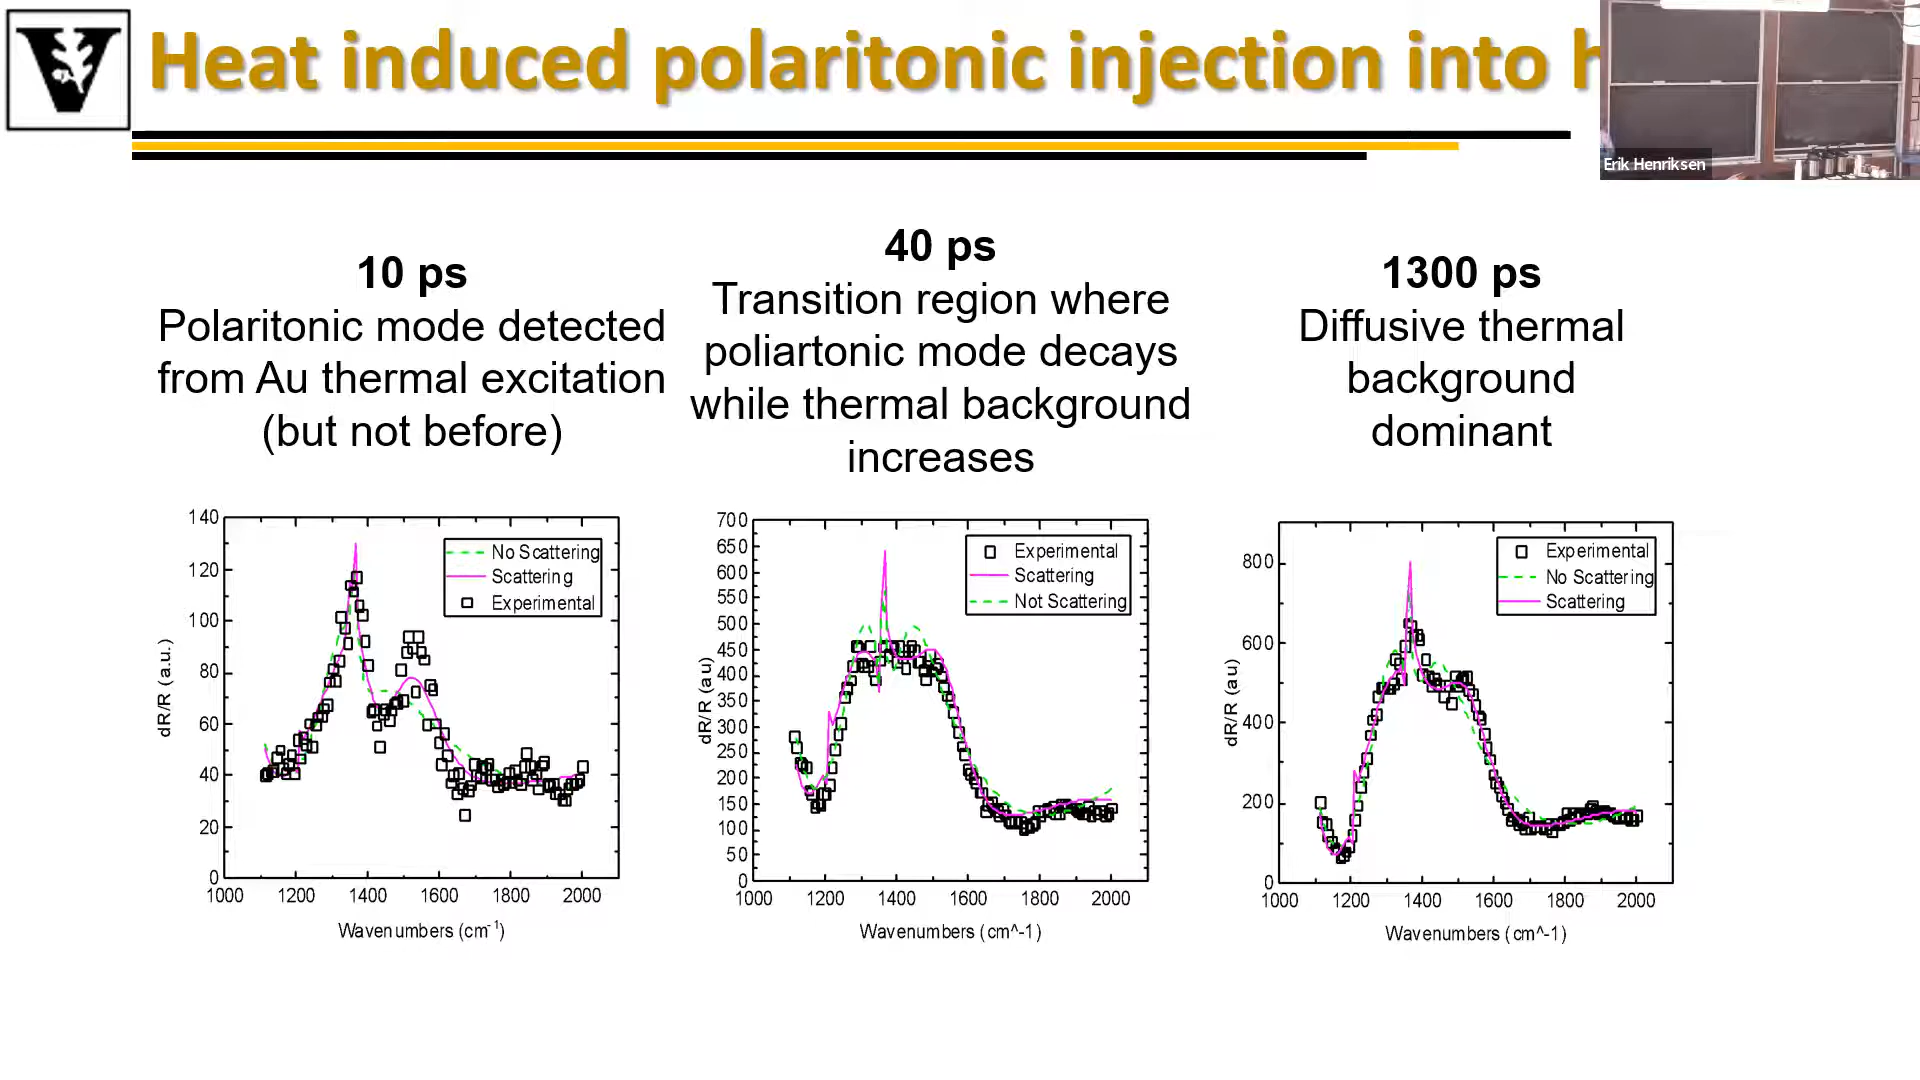 Heat induced polaritonic injection into
Erik Henriksen
10 ps
Polaritonic mode detected
from Au thermal excitation
(but not before)
40 ps
Transition region where
poliartonic mode decays
while thermal background
increases
1300 ps
Diffusive thermal
background
dominant
140
120
100
80
60
40
20
0
dR/R (a.u.)
No Scattering
Scattering
Experimental
1000 1200 1400 1600 1800 2000
Wavenumbers (cm⁻¹)
700
650
600
550
500
450
400
350
300
250
200
150
100
50
0
dR/R (au)
Experimental
Scattering
Not Scattering
1000 1200 1400 1600 1800 2000
Wavenumbers (cm^-1)
800
600
400
200
0
dR/R (au)
Experimental
No Scattering
Scattering
1000 1200 1400 1600 1800 2000
Wavenumbers (cm^-1)